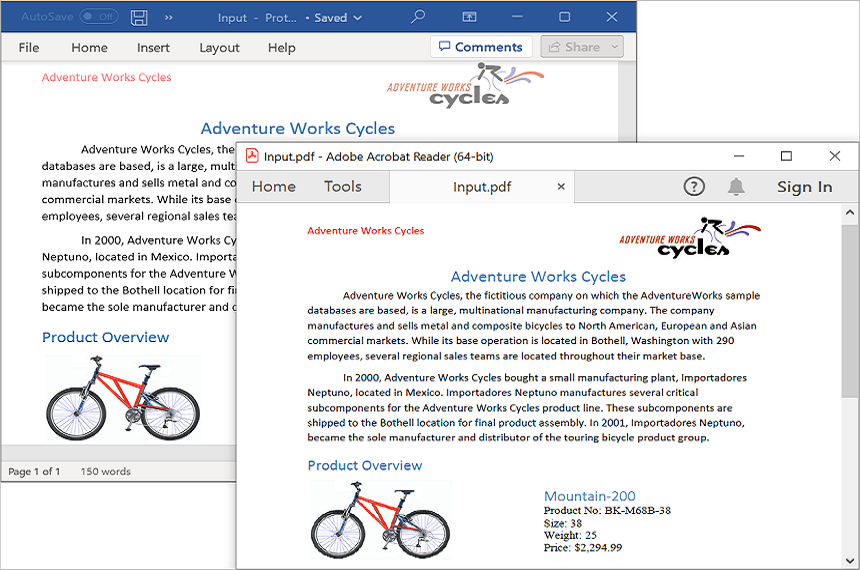 AutoSave Off
Input - Prot... • Saved
File Home Insert Layout Help Comments Share
Adventure Works Cycles
ADVENTURE WORKS
cycles
Adventure Works Cycles
Adventure Works Cycles, the
databases are based, is a large, mult
manufactures and sells metal and co
commercial markets. While its base
employees, several regional sales tea
In 2000, Adventure Works Cy
Neptuno, located in Mexico. Importa
subcomponents for the Adventure W
shipped to the Bothell location for fi
became the sole manufacturer and d
Product Overview
Page 1 of 1 150 words
Input.pdf - Adobe Acrobat Reader (64-bit)
Home Tools Input.pdf × ? Sign In
Adventure Works Cycles
ADVENTURE WORKS
cycles
Adventure Works Cycles
Adventure Works Cycles, the fictitious company on which the AdventureWorks sample
databases are based, is a large, multinational manufacturing company. The company
manufactures and sells metal and composite bicycles to North American, European and Asian
commercial markets. While its base operation is located in Bothell, Washington with 290
employees, several regional sales teams are located throughout their market base.
In 2000, Adventure Works Cycles bought a small manufacturing plant, Importadores
Neptuno, located in Mexico. Importadores Neptuno manufactures several critical
subcomponents for the Adventure Works Cycles product line. These subcomponents are
shipped to the Bothell location for final product assembly. In 2001, Importadores Neptuno,
became the sole manufacturer and distributor of the touring bicycle product group.
Product Overview
Mountain-200
Product No: BK-M68B-38
Size: 38
Weight: 25
Price: $2,294.99